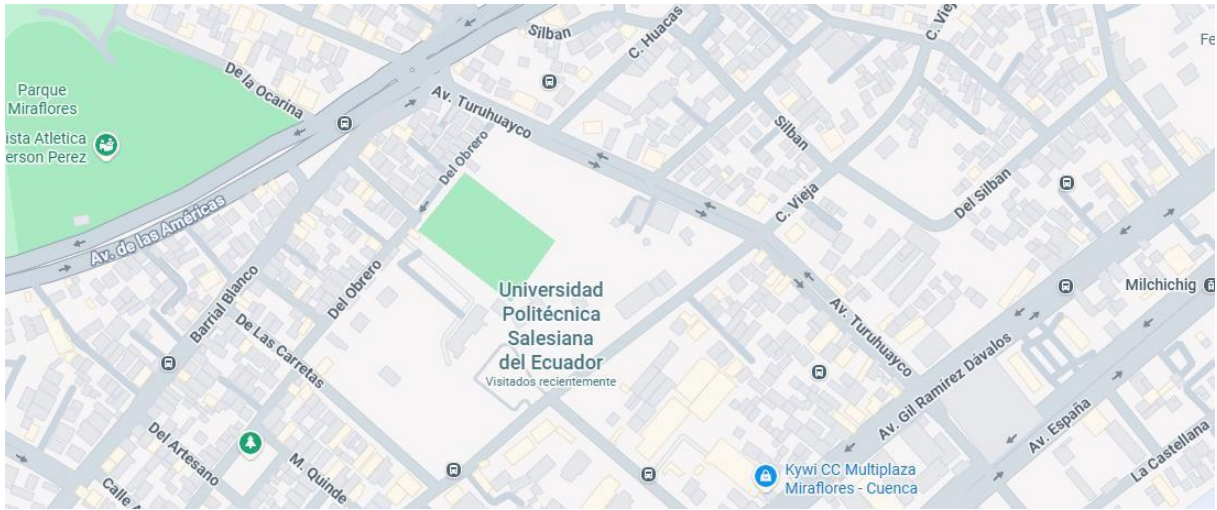 Silban
C. Huacas
C. Vieja
Fe
De la Ocarina
Parque
Miraflores
ista Atletica
erson Perez
Av. Turuhuayco
Silban
Del Obrero
Del Silban
C. Vieja
Av. de las Américas
Milchichig
Barrial Blanco
Del Obrero
Universidad
Politécnica
Salesiana
del Ecuador
Visitados recientemente
Av. Turuhuayco
De Las Carretas
Av. Gil Ramírez Dávalos
Av. España
Del Artesano
M. Quinde
La Castellana
Kywi CC Multiplaza
Miraflores - Cuenca
Calle A